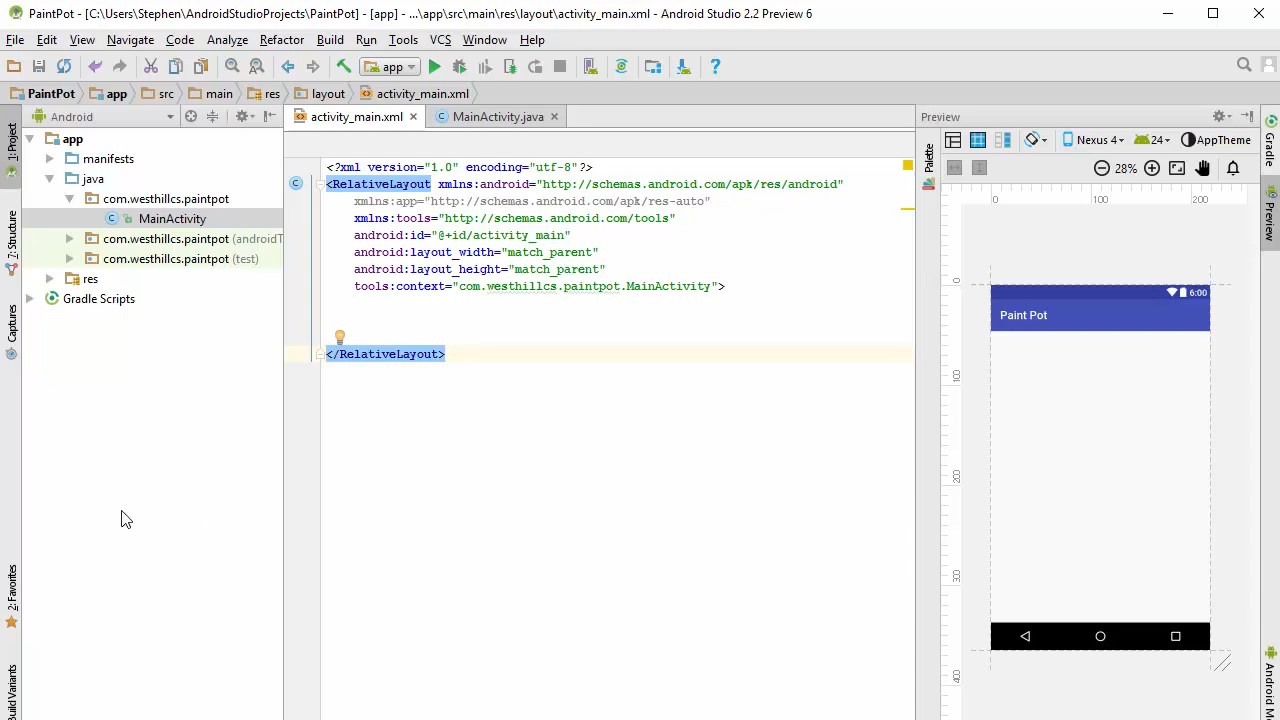 PaintPot - [C:\Users\Stephen\AndroidStudioProjects\PaintPot] - [app] - ...\app\src\main\res\layout\activity_main.xml - Android Studio 2.2 Preview 6
File Edit View Navigate Code Analyze Refactor Build Run Tools VCS Window Help
app
PaintPot app src main res layout activity_main.xml
Android
activity_main.xml MainActivity.java
Preview
1: Project
7: Structure
Captures
2: Favorites
Build Variants
app
manifests
java
com.westhillcs.paintpot
MainActivity
com.westhillcs.paintpot (androidT
com.westhillcs.paintpot (test)
res
Gradle Scripts
<?xml version="1.0" encoding="utf-8"?>
<RelativeLayout xmlns:android="http://schemas.android.com/apk/res/android"
xmlns:app="http://schemas.android.com/apk/res-auto"
xmlns:tools="http://schemas.android.com/tools"
android:id="@+id/activity_main"
android:layout_width="match_parent"
android:layout_height="match_parent"
tools:context="com.westhillcs.paintpot.MainActivity">
</RelativeLayout>
Palette
Nexus 4 24 AppTheme
28%
0 100 200
0
100
200
300
400
6:00
Paint Pot
Gradle
Preview
Android M